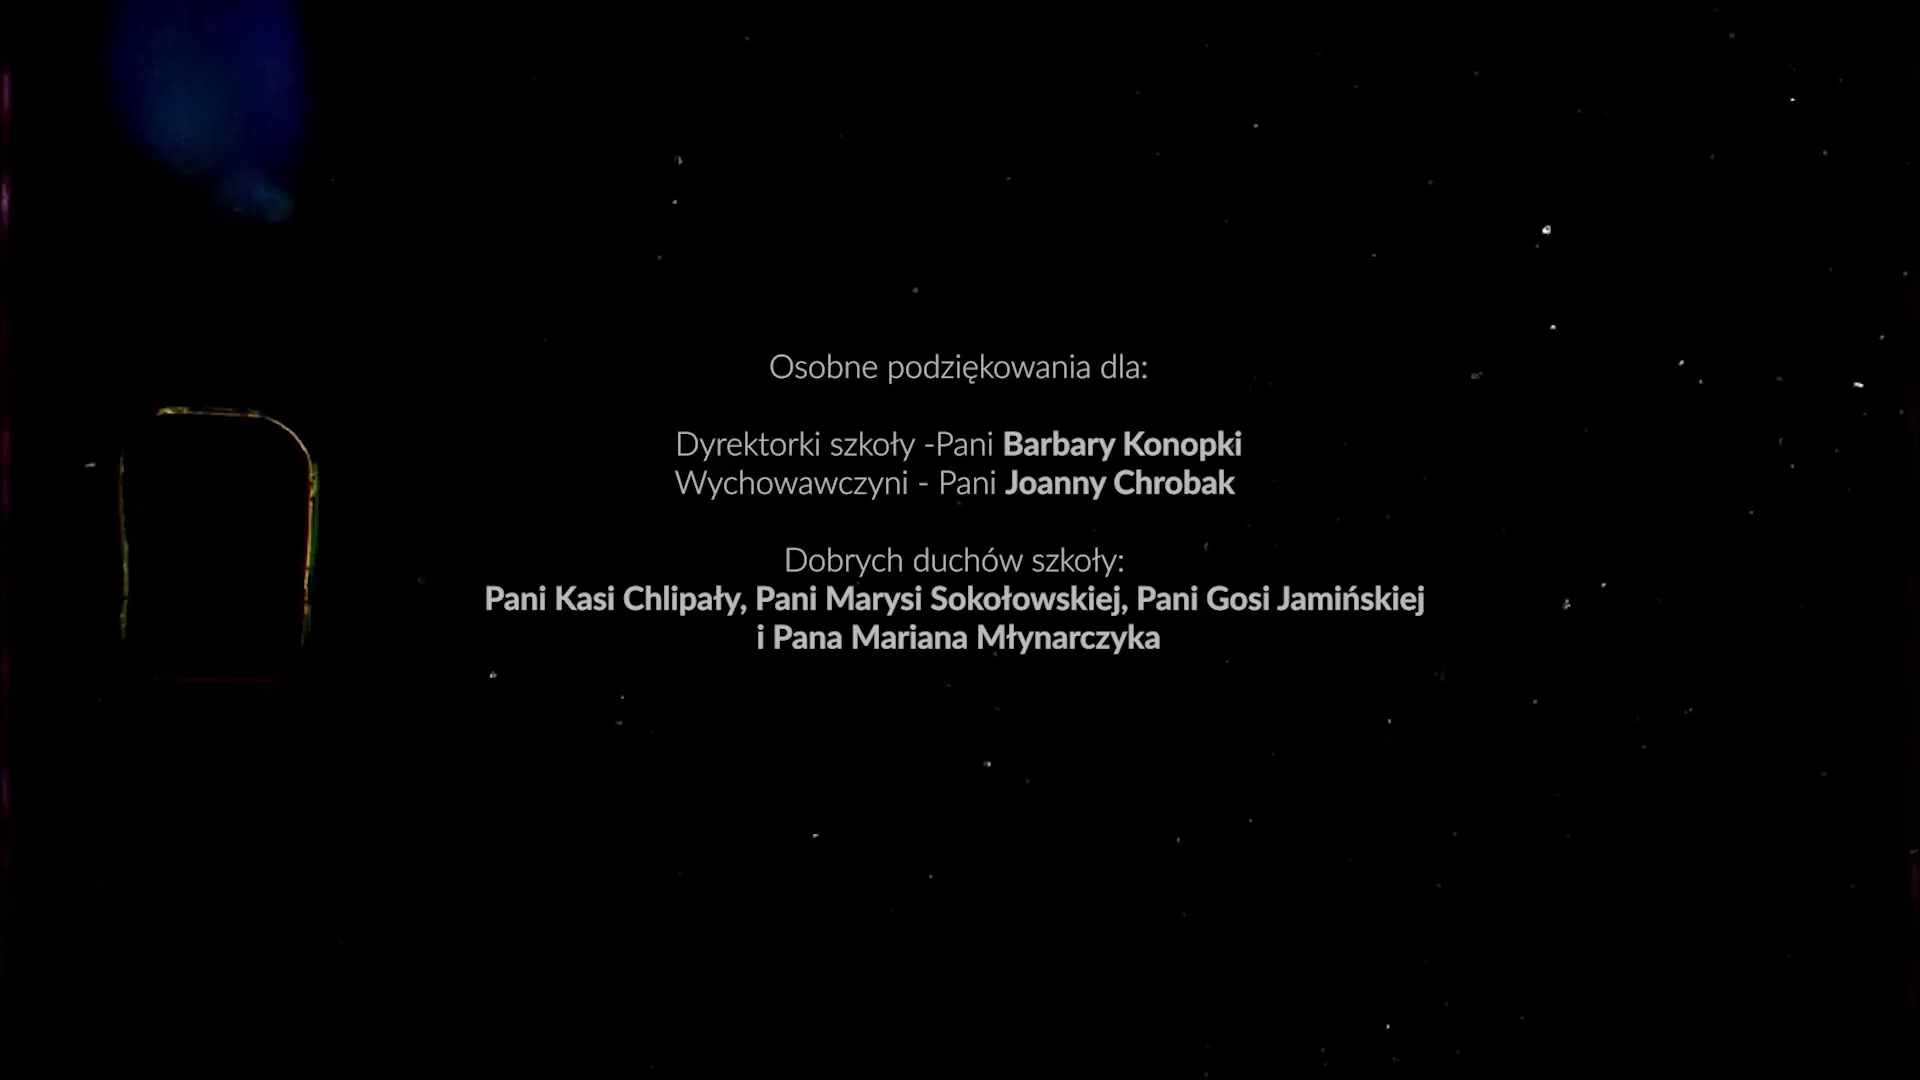 Osobne podziękowania dla:
Dyrektorki szkoły -Pani Barbary Konopki
Wychowawczyni - Pani Joanny Chrobak
Dobrych duchów szkoły:
Pani Kasi Chlipały, Pani Marysi Sokołowskiej, Pani Gosi Jamińskiej
i Pana Mariana Młynarczyka